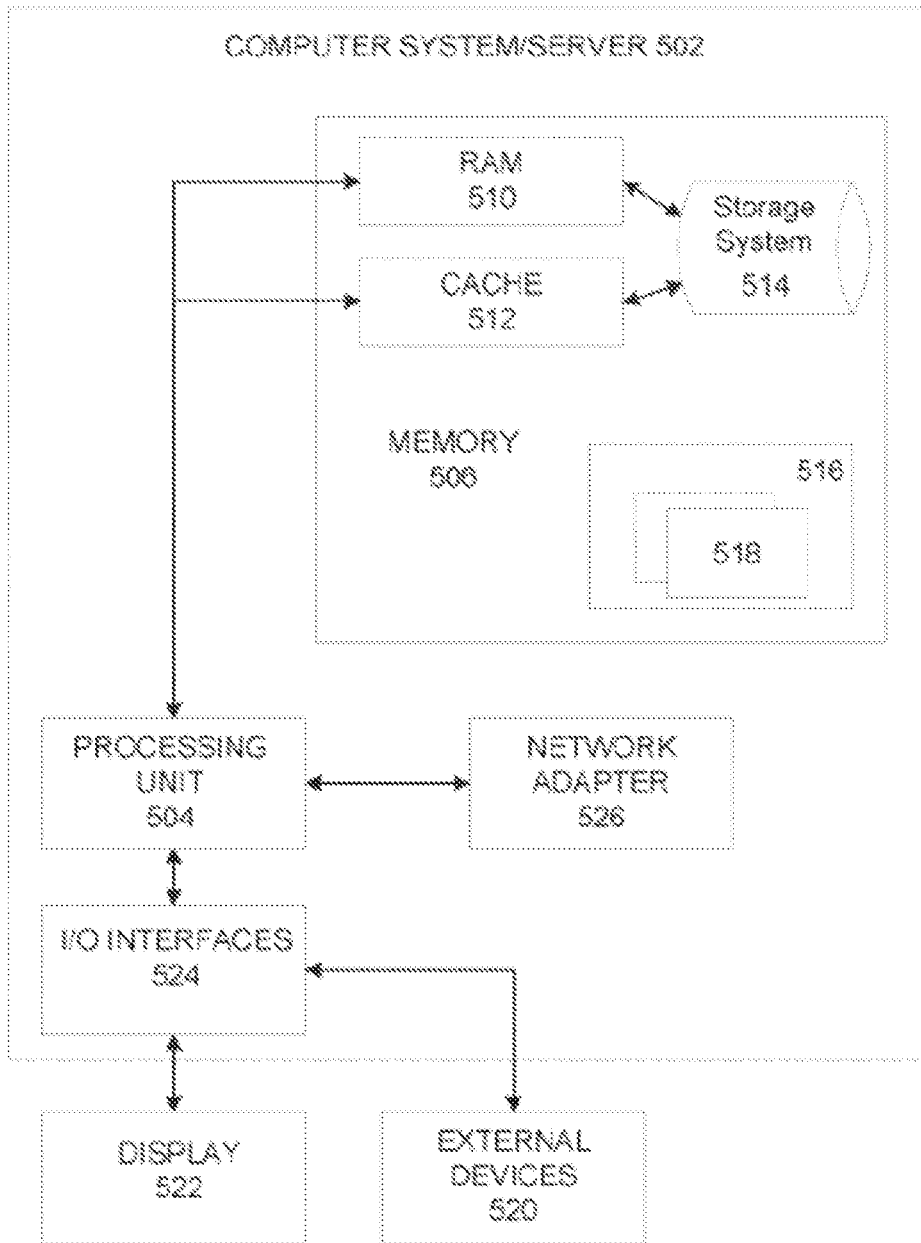 COMPUTER SYSTEM/SERVER 502
RAM
510
Storage
System
514
CACHE
512
MEMORY
506
516
518
PROCESSING
UNIT
504
NETWORK
ADAPTER
526
I/O INTERFACES
524
DISPLAY
522
EXTERNAL
DEVICES
520